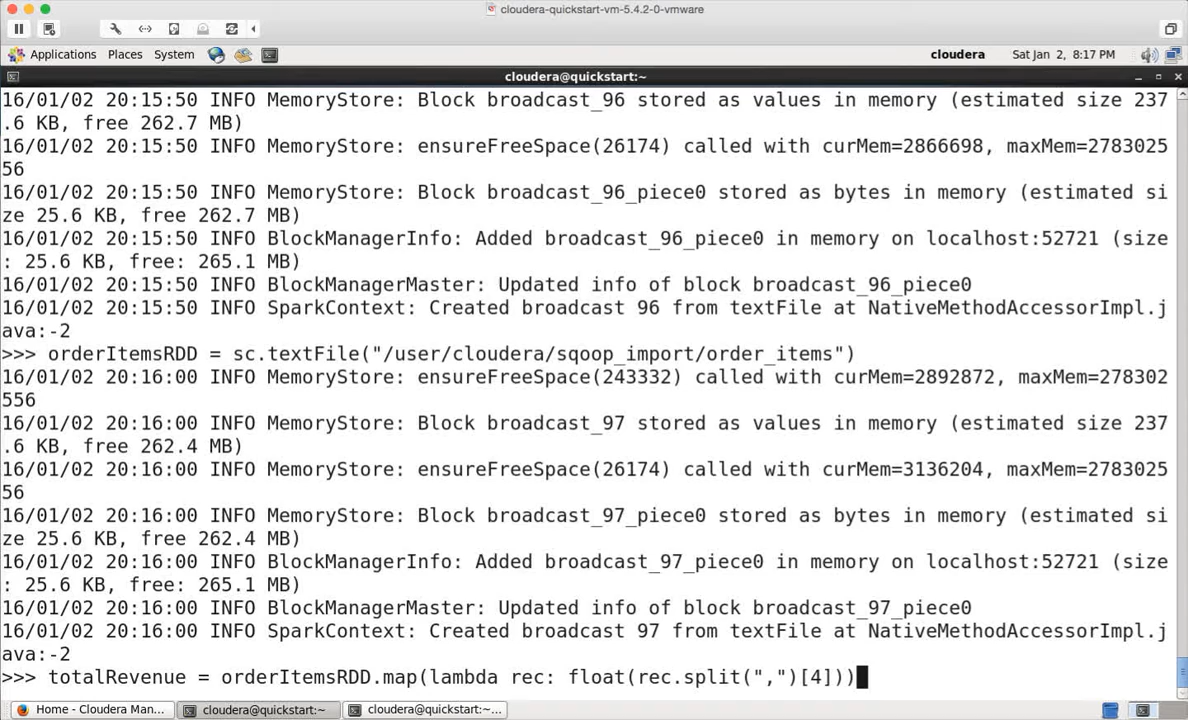 cloudera-quickstart-vm-5.4.2-0-vmware
Applications Places System cloudera Sat Jan 2, 8:17 PM
cloudera@quickstart:~
16/01/02 20:15:50 INFO MemoryStore: Block broadcast_96 stored as values in memory (estimated size 237
.6 KB, free 262.7 MB)
16/01/02 20:15:50 INFO MemoryStore: ensureFreeSpace(26174) called with curMem=2866698, maxMem=2783025
56
16/01/02 20:15:50 INFO MemoryStore: Block broadcast_96_piece0 stored as bytes in memory (estimated si
ze 25.6 KB, free 262.7 MB)
16/01/02 20:15:50 INFO BlockManagerInfo: Added broadcast_96_piece0 in memory on localhost:52721 (size
: 25.6 KB, free: 265.1 MB)
16/01/02 20:15:50 INFO BlockManagerMaster: Updated info of block broadcast_96_piece0
16/01/02 20:15:50 INFO SparkContext: Created broadcast 96 from textFile at NativeMethodAccessorImpl.j
ava:-2
>>> orderItemsRDD = sc.textFile("/user/cloudera/sqoop_import/order_items")
16/01/02 20:16:00 INFO MemoryStore: ensureFreeSpace(243332) called with curMem=2892872, maxMem=278302
556
16/01/02 20:16:00 INFO MemoryStore: Block broadcast_97 stored as values in memory (estimated size 237
.6 KB, free 262.4 MB)
16/01/02 20:16:00 INFO MemoryStore: ensureFreeSpace(26174) called with curMem=3136204, maxMem=2783025
56
16/01/02 20:16:00 INFO MemoryStore: Block broadcast_97_piece0 stored as bytes in memory (estimated si
ze 25.6 KB, free 262.4 MB)
16/01/02 20:16:00 INFO BlockManagerInfo: Added broadcast_97_piece0 in memory on localhost:52721 (size
: 25.6 KB, free: 265.1 MB)
16/01/02 20:16:00 INFO BlockManagerMaster: Updated info of block broadcast_97_piece0
16/01/02 20:16:00 INFO SparkContext: Created broadcast 97 from textFile at NativeMethodAccessorImpl.j
ava:-2
>>> totalRevenue = orderItemsRDD.map(lambda rec: float(rec.split(",")[4]))
Home - Cloudera Man... cloudera@quickstart:~ cloudera@quickstart:~...